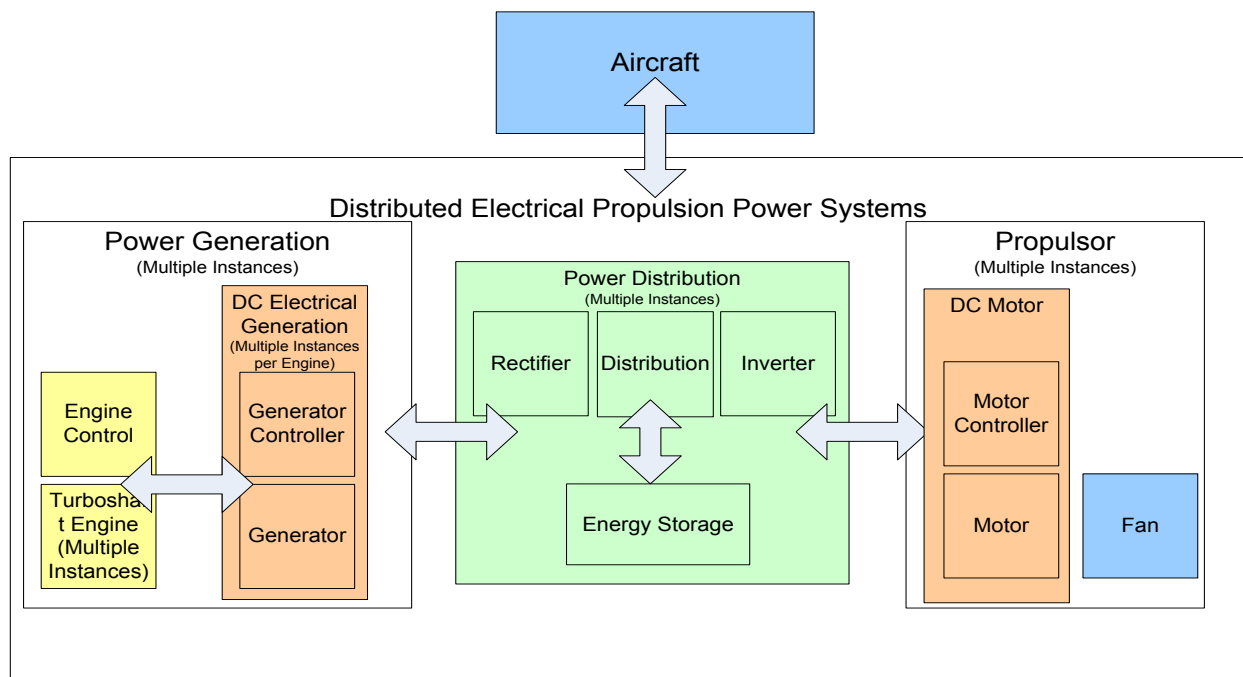 Aircraft
Distributed Electrical Propulsion Power Systems
Power Generation
(Multiple Instances)
DC Electrical
Generation
(Multiple Instances
per Engine)
Engine
Control
Generator
Controller
Turbosha
t Engine
(Multiple
Instances)
Generator
Power Distribution
(Multiple Instances)
Rectifier
Distribution
Inverter
Energy Storage
Propulsor
(Multiple Instances)
DC Motor
Motor
Controller
Motor
Fan